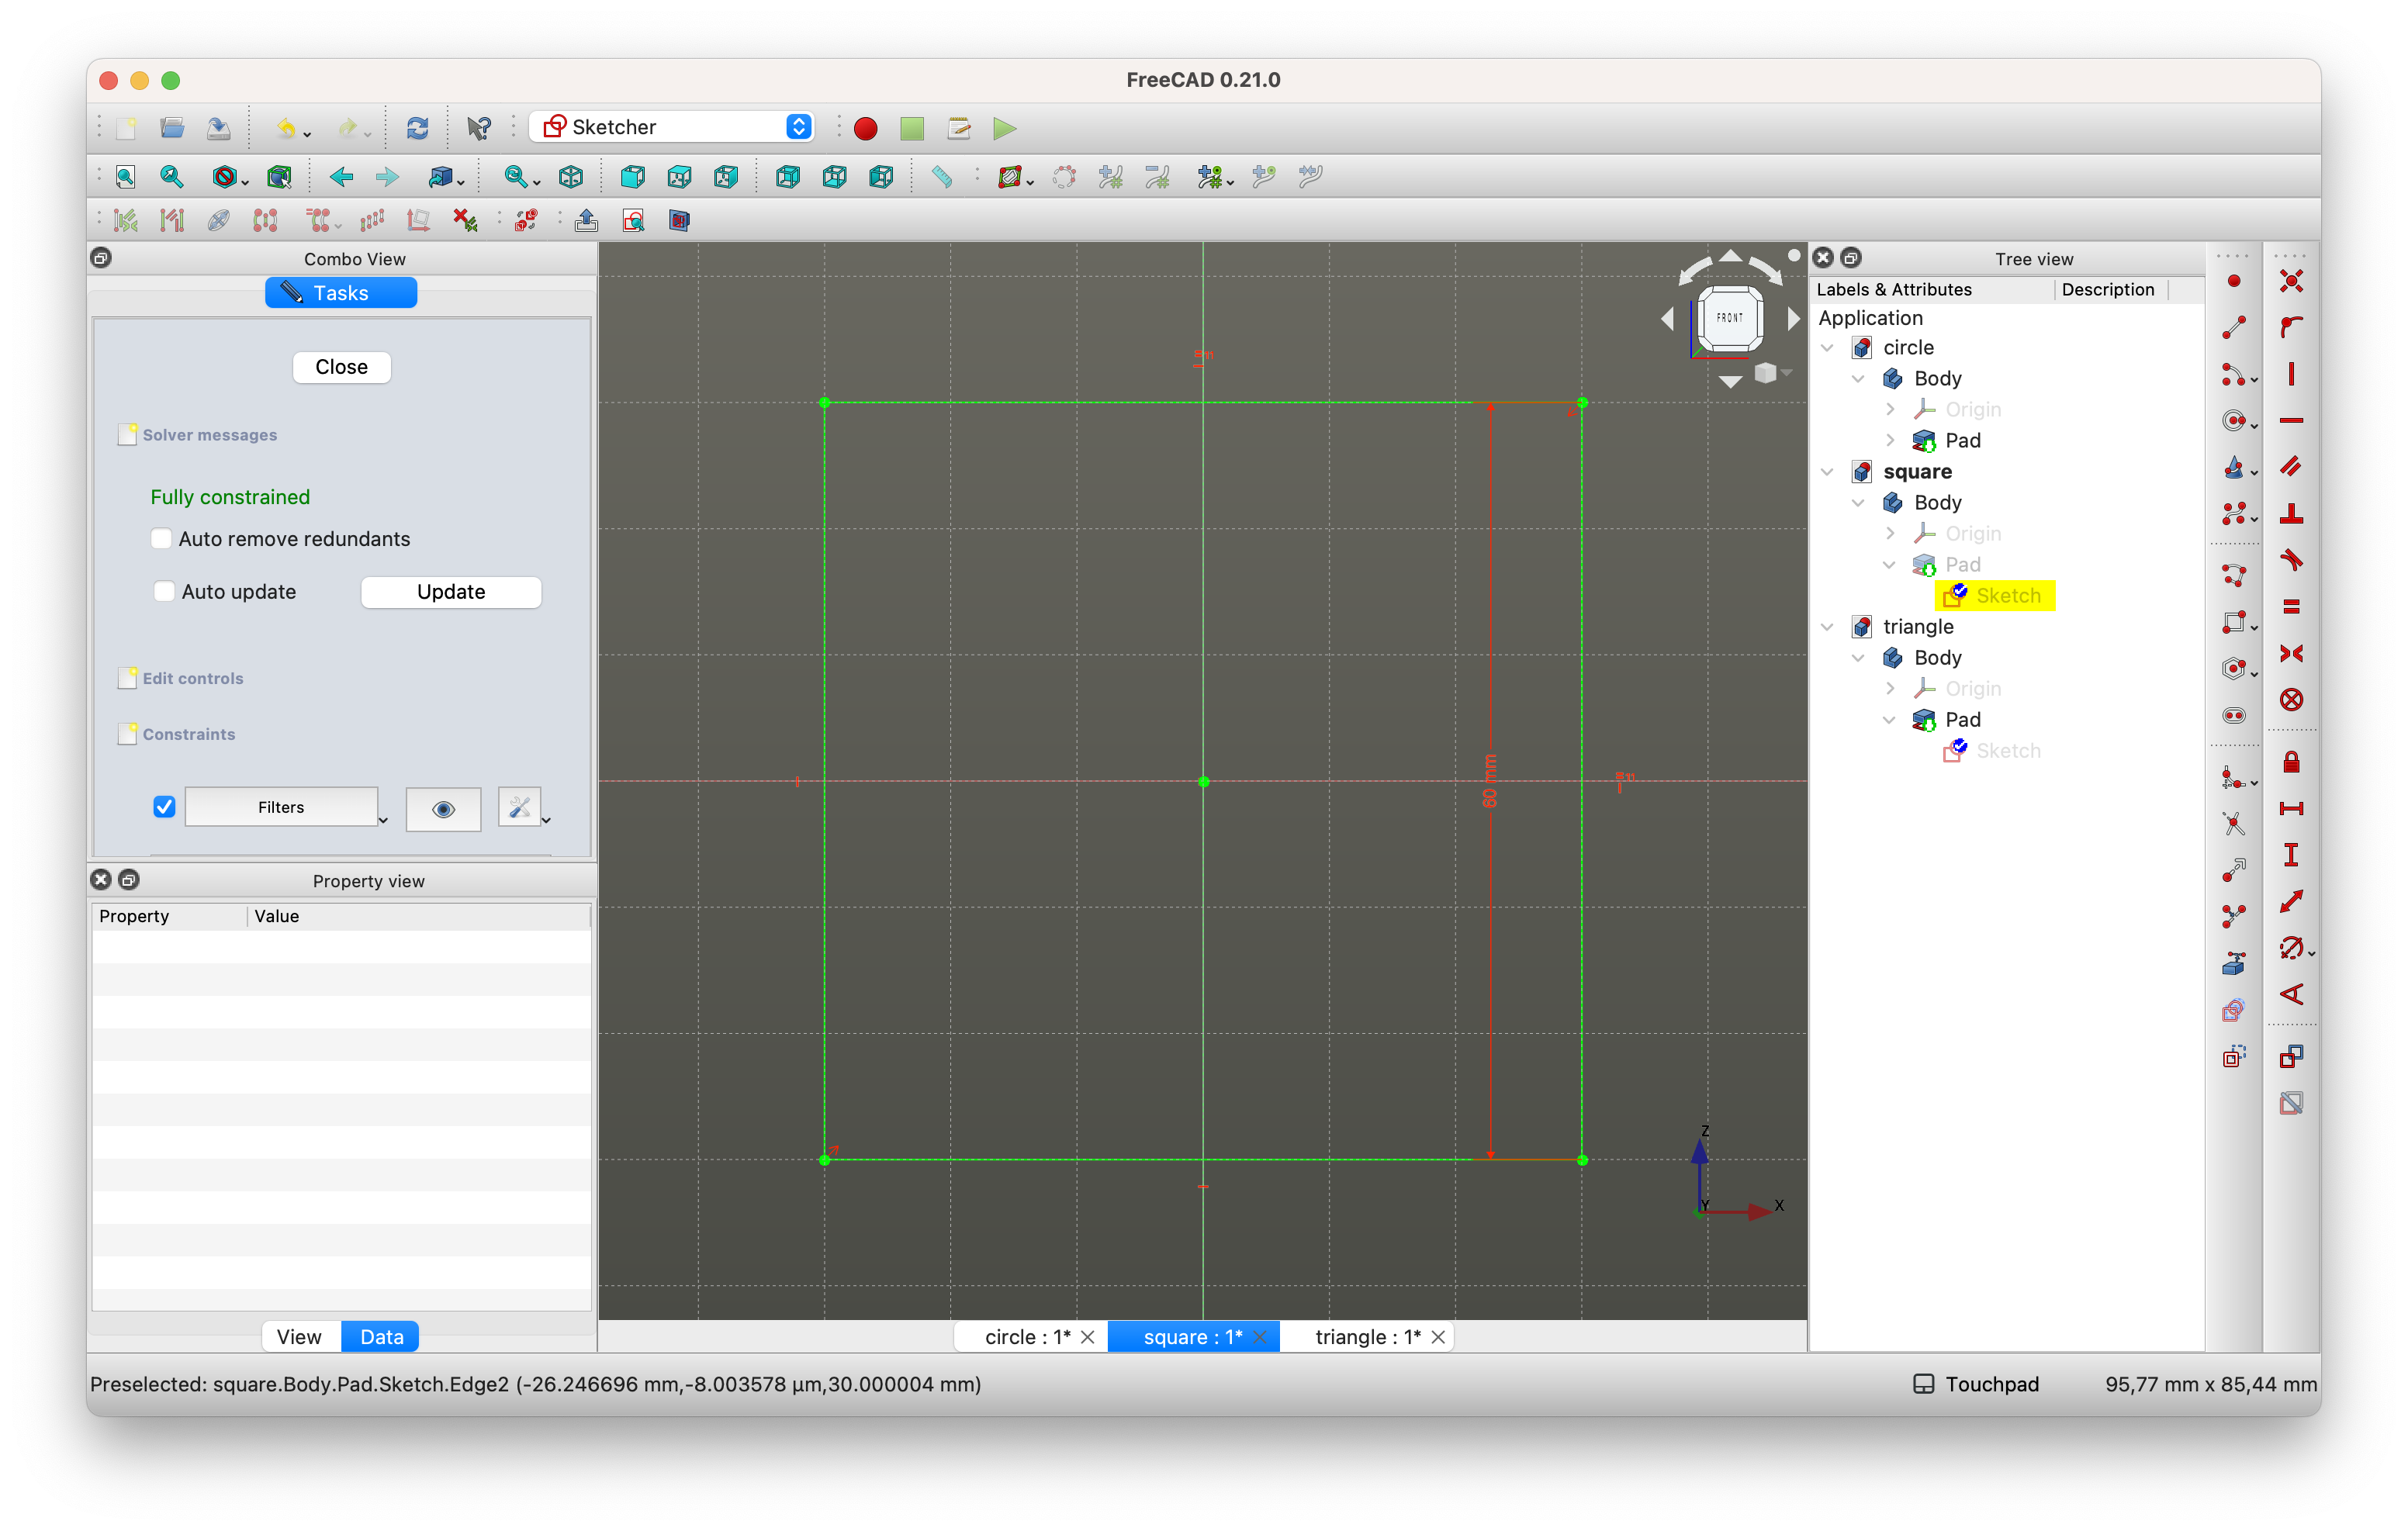 FreeCAD 0.21.0
Sketcher
Combo View
Tasks
Close
Solver messages
Fully constrained
Auto remove redundants
Auto update
Update
Edit controls
Constraints
Filters
Property view
Property Value
View Data
FRONT
60 mm
Z
Y
X
circle : 1*
square : 1*
triangle : 1*
Tree view
Labels & Attributes Description
Application
circle
Body
Origin
Pad
square
Body
Origin
Pad
Sketch
triangle
Body
Origin
Pad
Sketch
Preselected: square.Body.Pad.Sketch.Edge2 (-26.246696 mm,-8.003578 µm,30.000004 mm)
Touchpad
95,77 mm x 85,44 mm